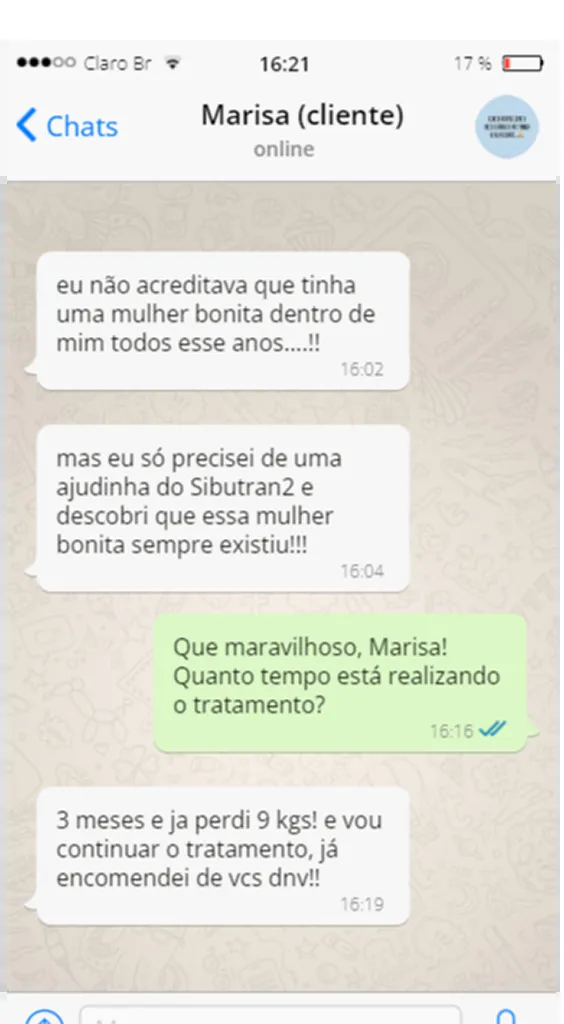 Claro Br 16:21 17 %
Chats Marisa (cliente)
online
eu não acreditava que tinha
uma mulher bonita dentro de
mim todos esse anos....!!
16:02
mas eu só precisei de uma
ajudinha do Sibutran2 e
descobri que essa mulher
bonita sempre existiu!!!
16:04
Que maravilhoso, Marisa!
Quanto tempo está realizando
o tratamento?
16:16
3 meses e ja perdi 9 kgs! e vou
continuar o tratamento, já
encomendei de vcs dnv!!
16:19